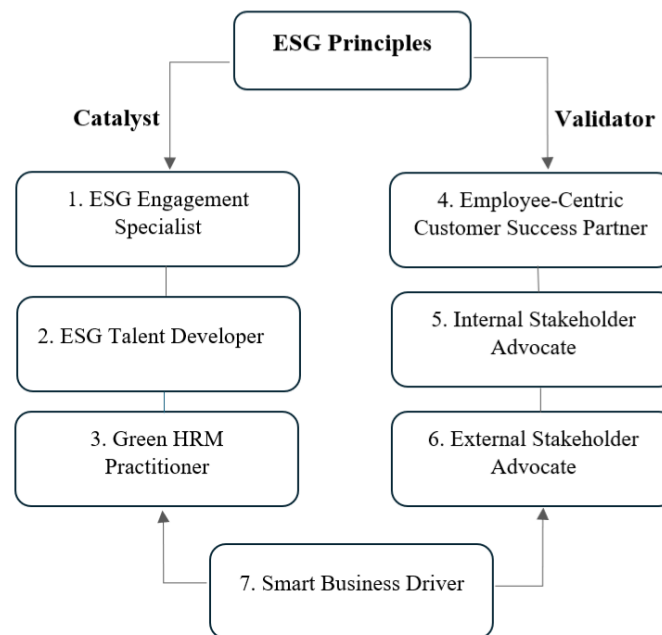 ESG Principles
Catalyst
Validator
1. ESG Engagement
Specialist
2. ESG Talent Developer
3. Green HRM
Practitioner
4. Employee-Centric
Customer Success Partner
5. Internal Stakeholder
Advocate
6. External Stakeholder
Advocate
7. Smart Business Driver